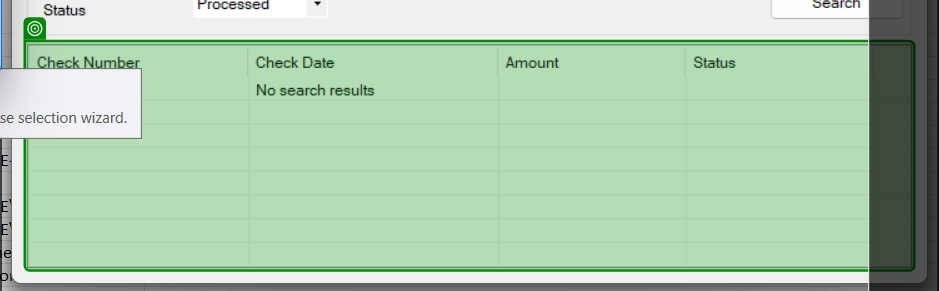 Status
Processed
Search
Check Number
Check Date
Amount
Status
No search results
se selection wizard.